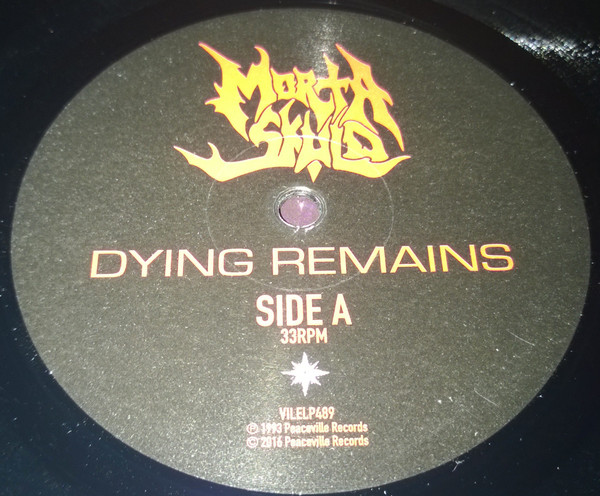 MORTA
SKULD
DYING REMAINS
SIDE A
33RPM
VILELP489
℗ 1993 Peaceville Records
© 2016 Peaceville Records